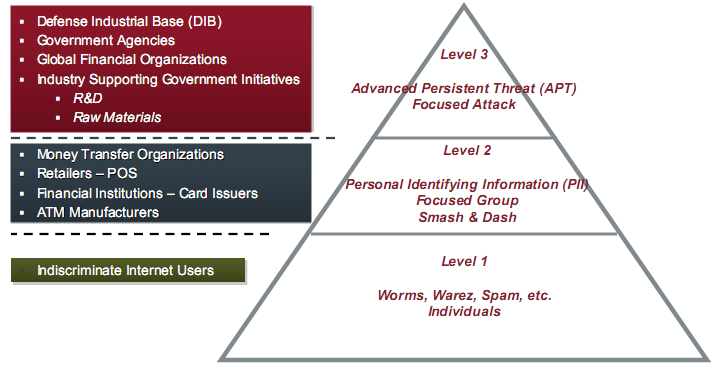 Defense Industrial Base (DIB)
Government Agencies
Global Financial Organizations
Industry Supporting Government Initiatives
R&D
Raw Materials
Money Transfer Organizations
Retailers – POS
Financial Institutions – Card Issuers
ATM Manufacturers
Indiscriminate Internet Users
Level 3
Advanced Persistent Threat (APT)
Focused Attack
Level 2
Personal Identifying Information (PII)
Focused Group
Smash & Dash
Level 1
Worms, Warez, Spam, etc.
Individuals